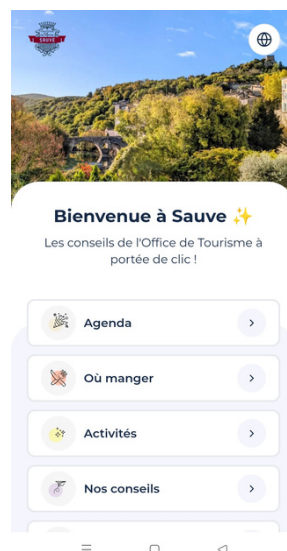 SAUVE
Bienvenue à Sauve ✨
Les conseils de l'Office de Tourisme à
portée de clic !
Agenda
Où manger
Activités
Nos conseils